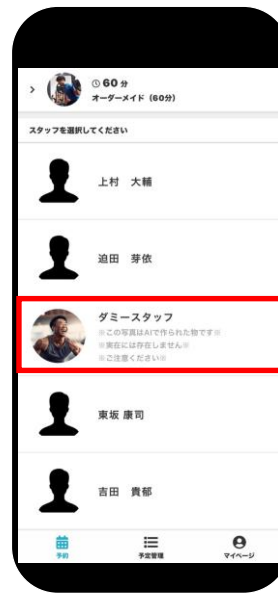 60 分
オーダーメイド（60分）
スタッフを選択してください
上村　大輔
迫田　芽依
ダミースタッフ
※この写真はAIで作られた物です※
※実在には存在しません※
※ご注意ください※
東坂 康司
吉田　貴郁
予約
予定管理
マイページ